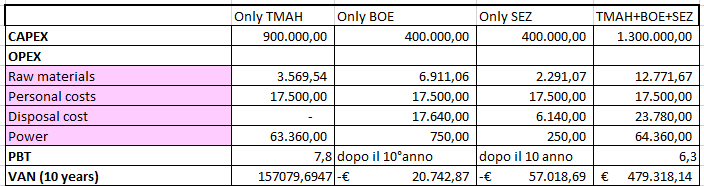 Only TMAH Only BOE Only SEZ TMAH+BOE+SEZ
CAPEX 900.000,00 400.000,00 400.000,00 1.300.000,00
OPEX
Raw materials 3.569,54 6.911,06 2.291,07 12.771,67
Personal costs 17.500,00 17.500,00 17.500,00 17.500,00
Disposal cost - 17.640,00 6.140,00 23.780,00
Power 63.360,00 750,00 250,00 64.360,00
PBT 7,8 dopo il 10°anno dopo il 10 anno 6,3
VAN (10 years) 157079,6947 -€ 20.742,87 -€ 57.018,69 € 479.318,14